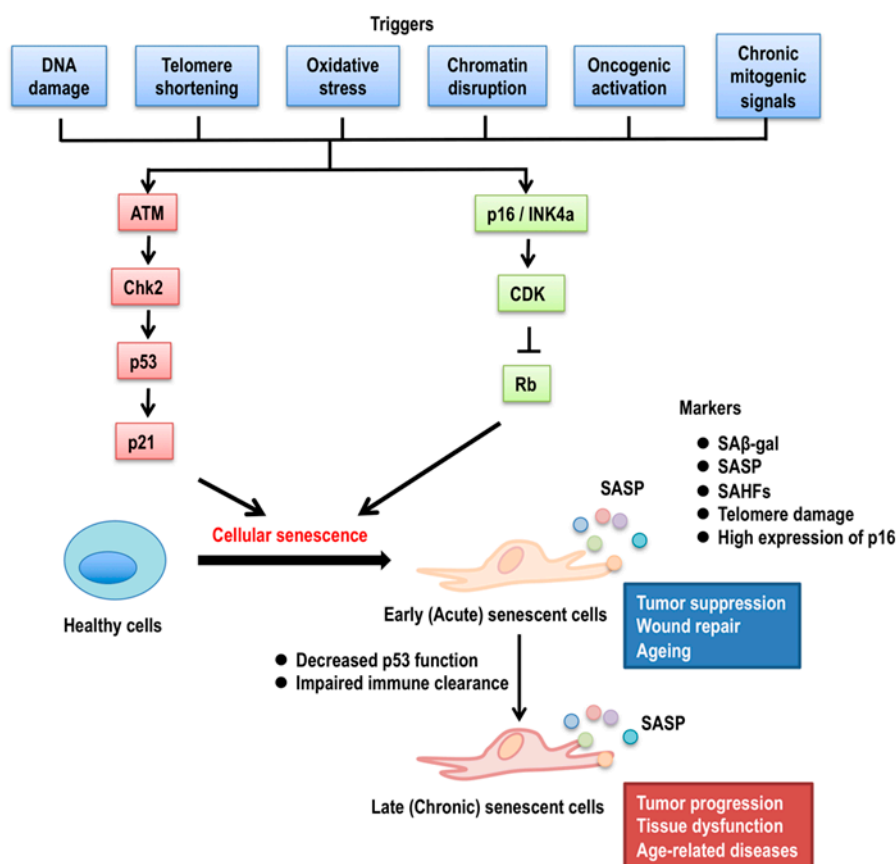 Triggers
DNA
damage
Telomere
shortening
Oxidative
stress
Chromatin
disruption
Oncogenic
activation
Chronic
mitogenic
signals
ATM
p16 / INK4a
Chk2
CDK
p53
Rb
p21
Markers
SAβ-gal
SASP
SAHFs
Telomere damage
High expression of p16
SASP
Cellular senescence
Healthy cells
Early (Acute) senescent cells
Tumor suppression
Wound repair
Ageing
Decreased p53 function
Impaired immune clearance
SASP
Late (Chronic) senescent cells
Tumor progression
Tissue dysfunction
Age-related diseases